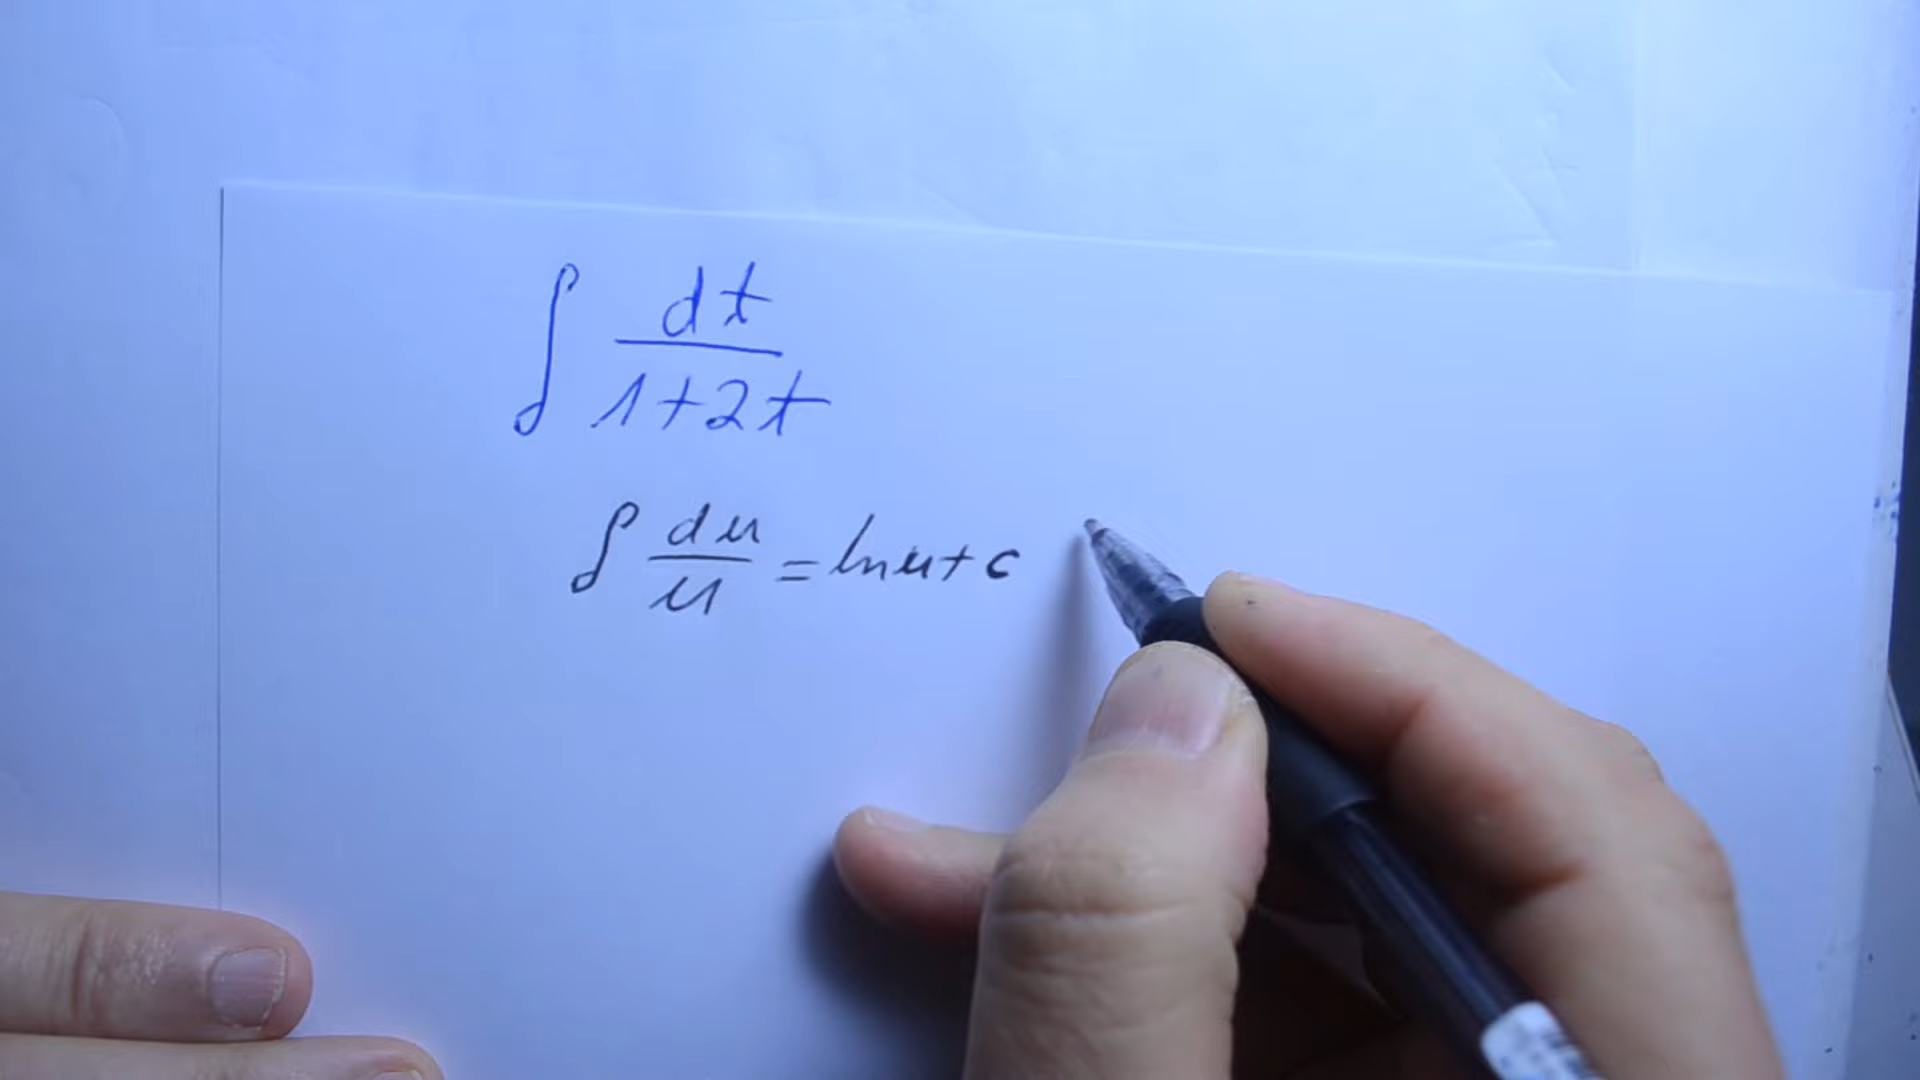 ∫ dt / 1+2t
∫ du / u = ln u + c